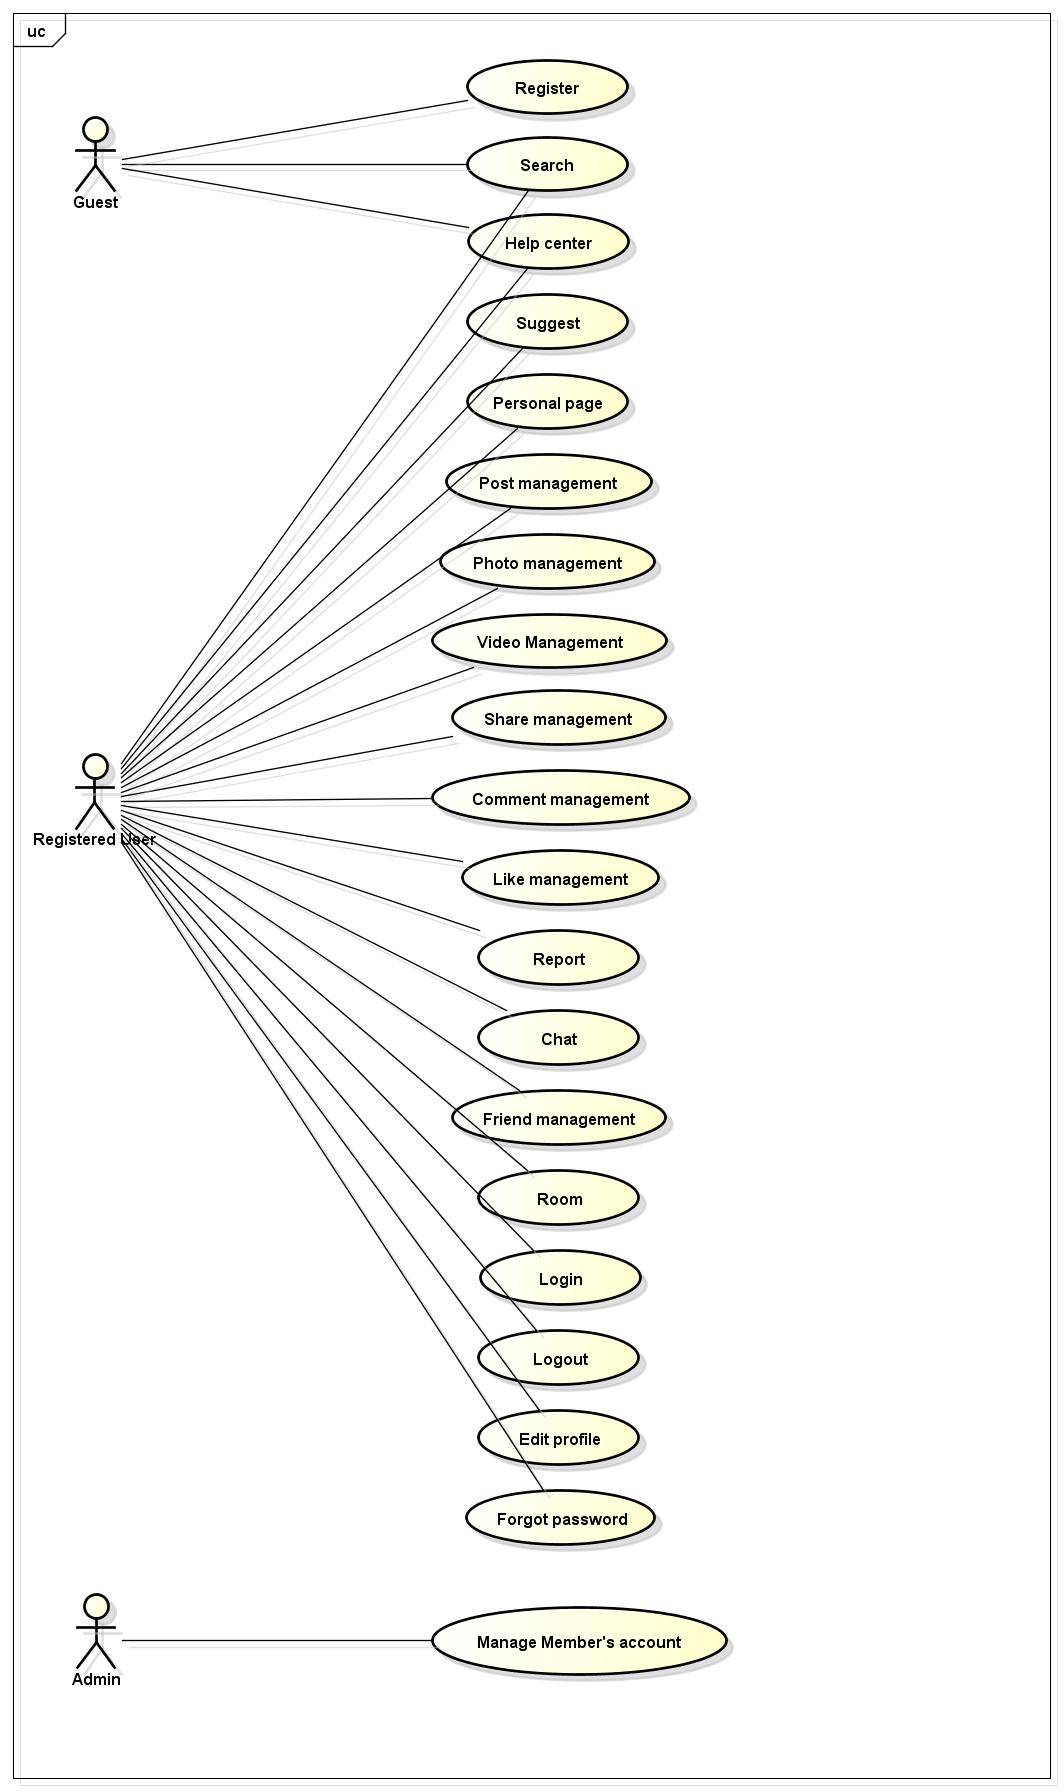 uc
Register
Search
Guest
Help center
Suggest
Personal page
Post management
Photo management
Video Management
Share management
Comment management
Registered User
Like management
Report
Chat
Friend management
Room
Login
Logout
Edit profile
Forgot password
Manage Member's account
Admin